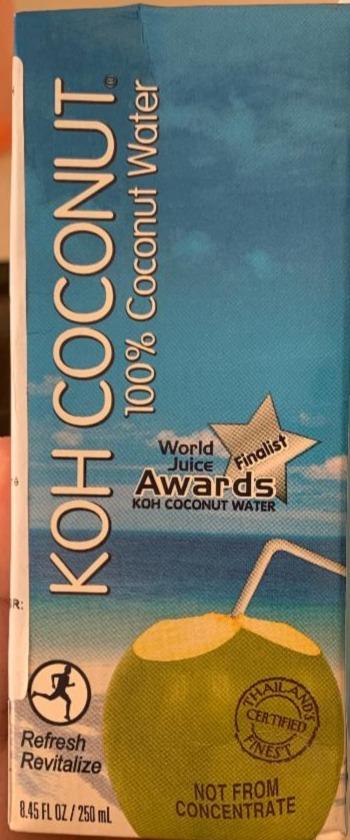 KOH COCONUT®
100% Coconut Water
World
Juice
Awards
Finalist
KOH COCONUT WATER
R:
THAILAND'S
CERTIFIED
FINEST
Refresh
Revitalize
NOT FROM
CONCENTRATE
8.45 FL OZ / 250 mL